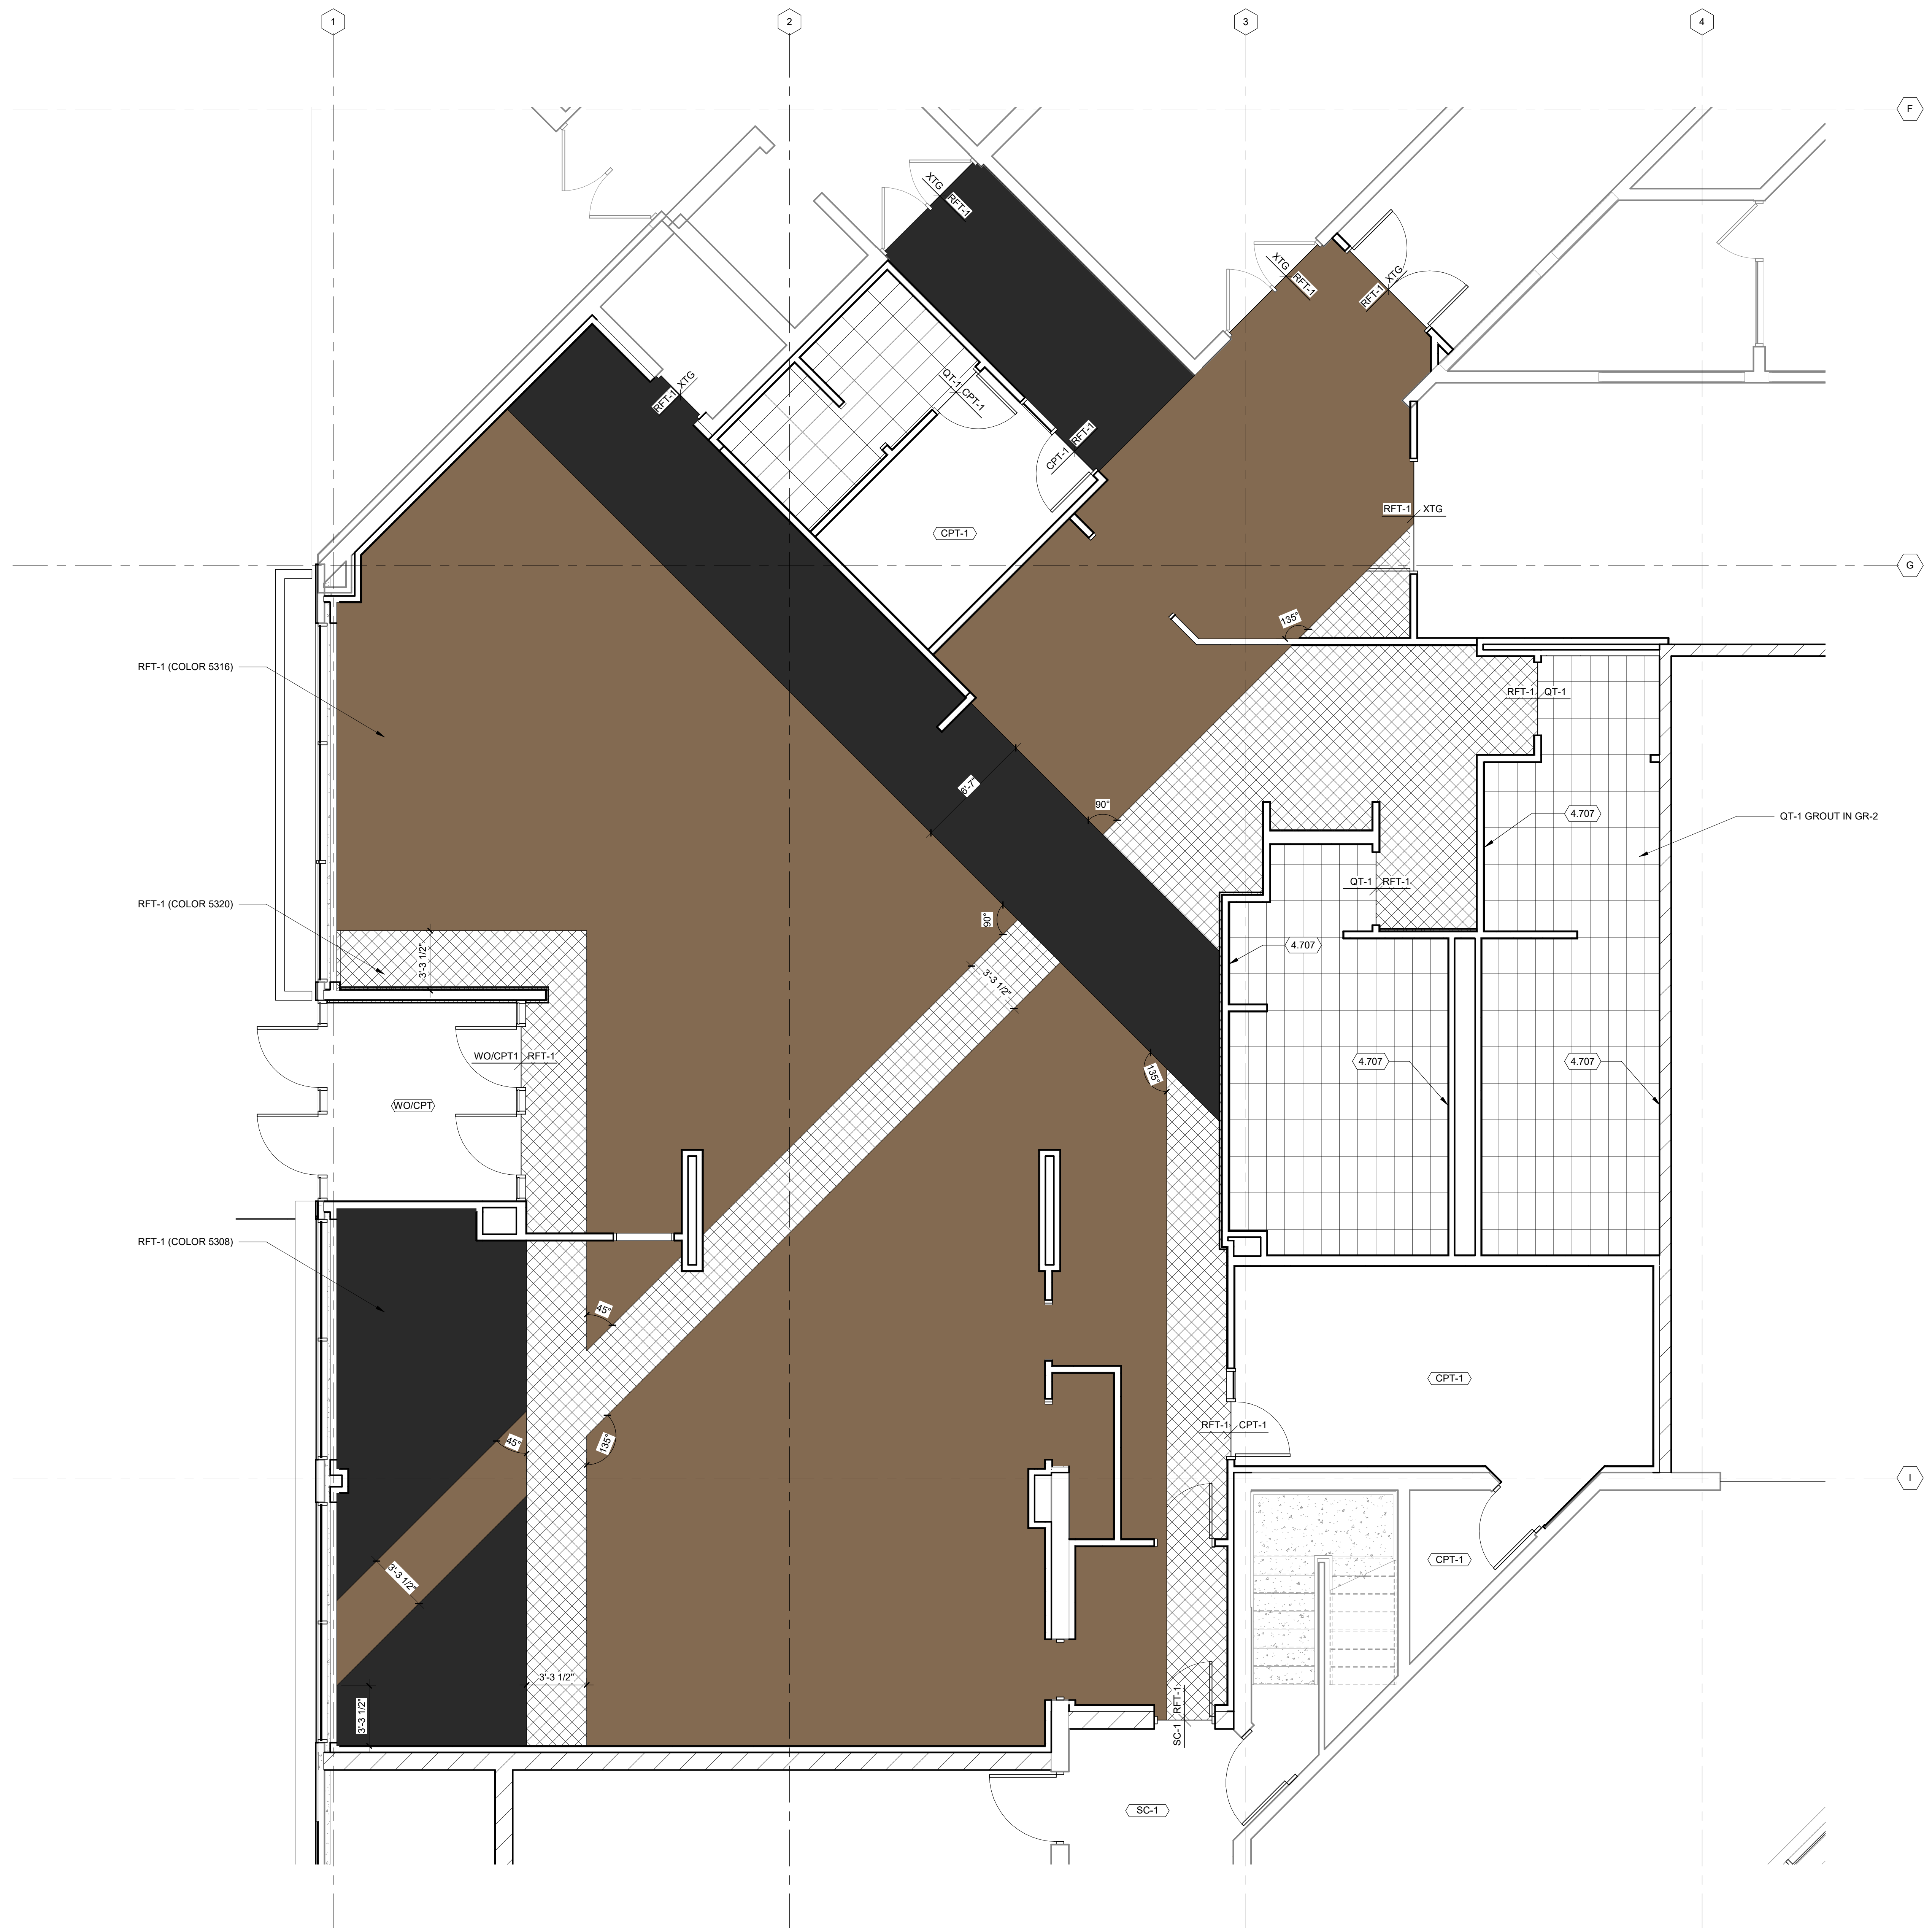 1
2
3
4
F
XTG
RFT-1
XTG
RFT-1
RFT-1
XTG
RFT-1
XTG
QT-1
CPT-1
CPT-1
RFT-1
RFT-1 XTG
CPT-1
G
135°
RFT-1 (COLOR 5316)
RFT-1 QT-1
8'-7"
90°
4.707
QT-1 GROUT IN GR-2
QT-1 RFT-1
RFT-1 (COLOR 5320)
90°
3'-3 1/2"
4.707
3'-3 1/2"
WO/CPT1 RFT-1
135°
4.707
4.707
WO/CPT
RFT-1 (COLOR 5308)
45°
CPT-1
RFT-1 CPT-1
45°
135°
I
CPT-1
3'-3 1/2"
3'-3 1/2"
3'-3 1/2"
SC-1 RFT-1
SC-1